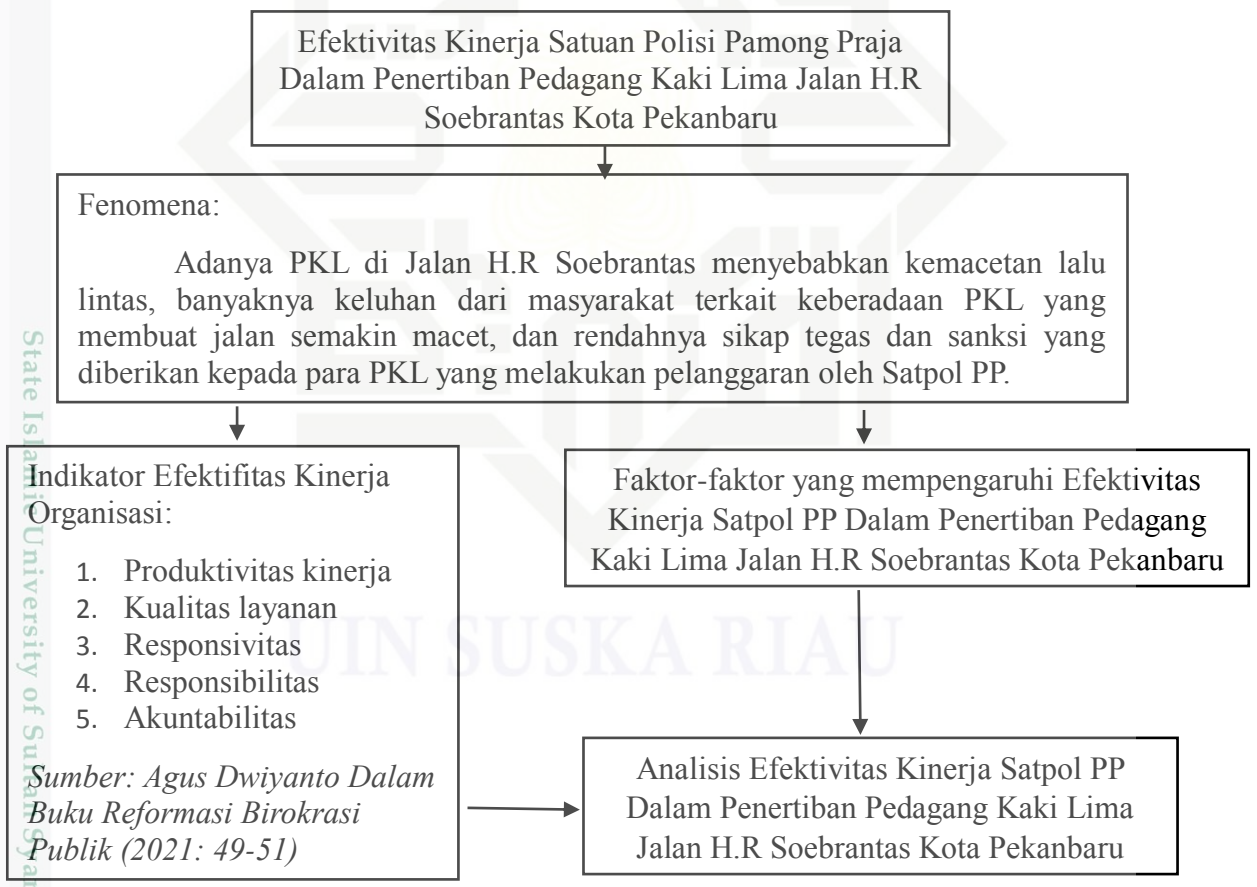 Efektivitas Kinerja Satuan Polisi Pamong Praja
Dalam Penertiban Pedagang Kaki Lima Jalan H.R
Soebrantas Kota Pekanbaru
Fenomena:
Adanya PKL di Jalan H.R Soebrantas menyebabkan kemacetan lalu
lintas, banyaknya keluhan dari masyarakat terkait keberadaan PKL yang
membuat jalan semakin macet, dan rendahnya sikap tegas dan sanksi yang
diberikan kepada para PKL yang melakukan pelanggaran oleh Satpol PP.
Indikator Efektifitas Kinerja
Organisasi:
1. Produktivitas kinerja
2. Kualitas layanan
3. Responsivitas
4. Responsibilitas
5. Akuntabilitas
Sumber: Agus Dwiyanto Dalam
Buku Reformasi Birokrasi
Publik (2021: 49-51)
Faktor-faktor yang mempengaruhi Efektivitas
Kinerja Satpol PP Dalam Penertiban Pedagang
Kaki Lima Jalan H.R Soebrantas Kota Pekanbaru
Analisis Efektivitas Kinerja Satpol PP
Dalam Penertiban Pedagang Kaki Lima
Jalan H.R Soebrantas Kota Pekanbaru
UIN SUSKA RIAU
State Islamic University of Sultan